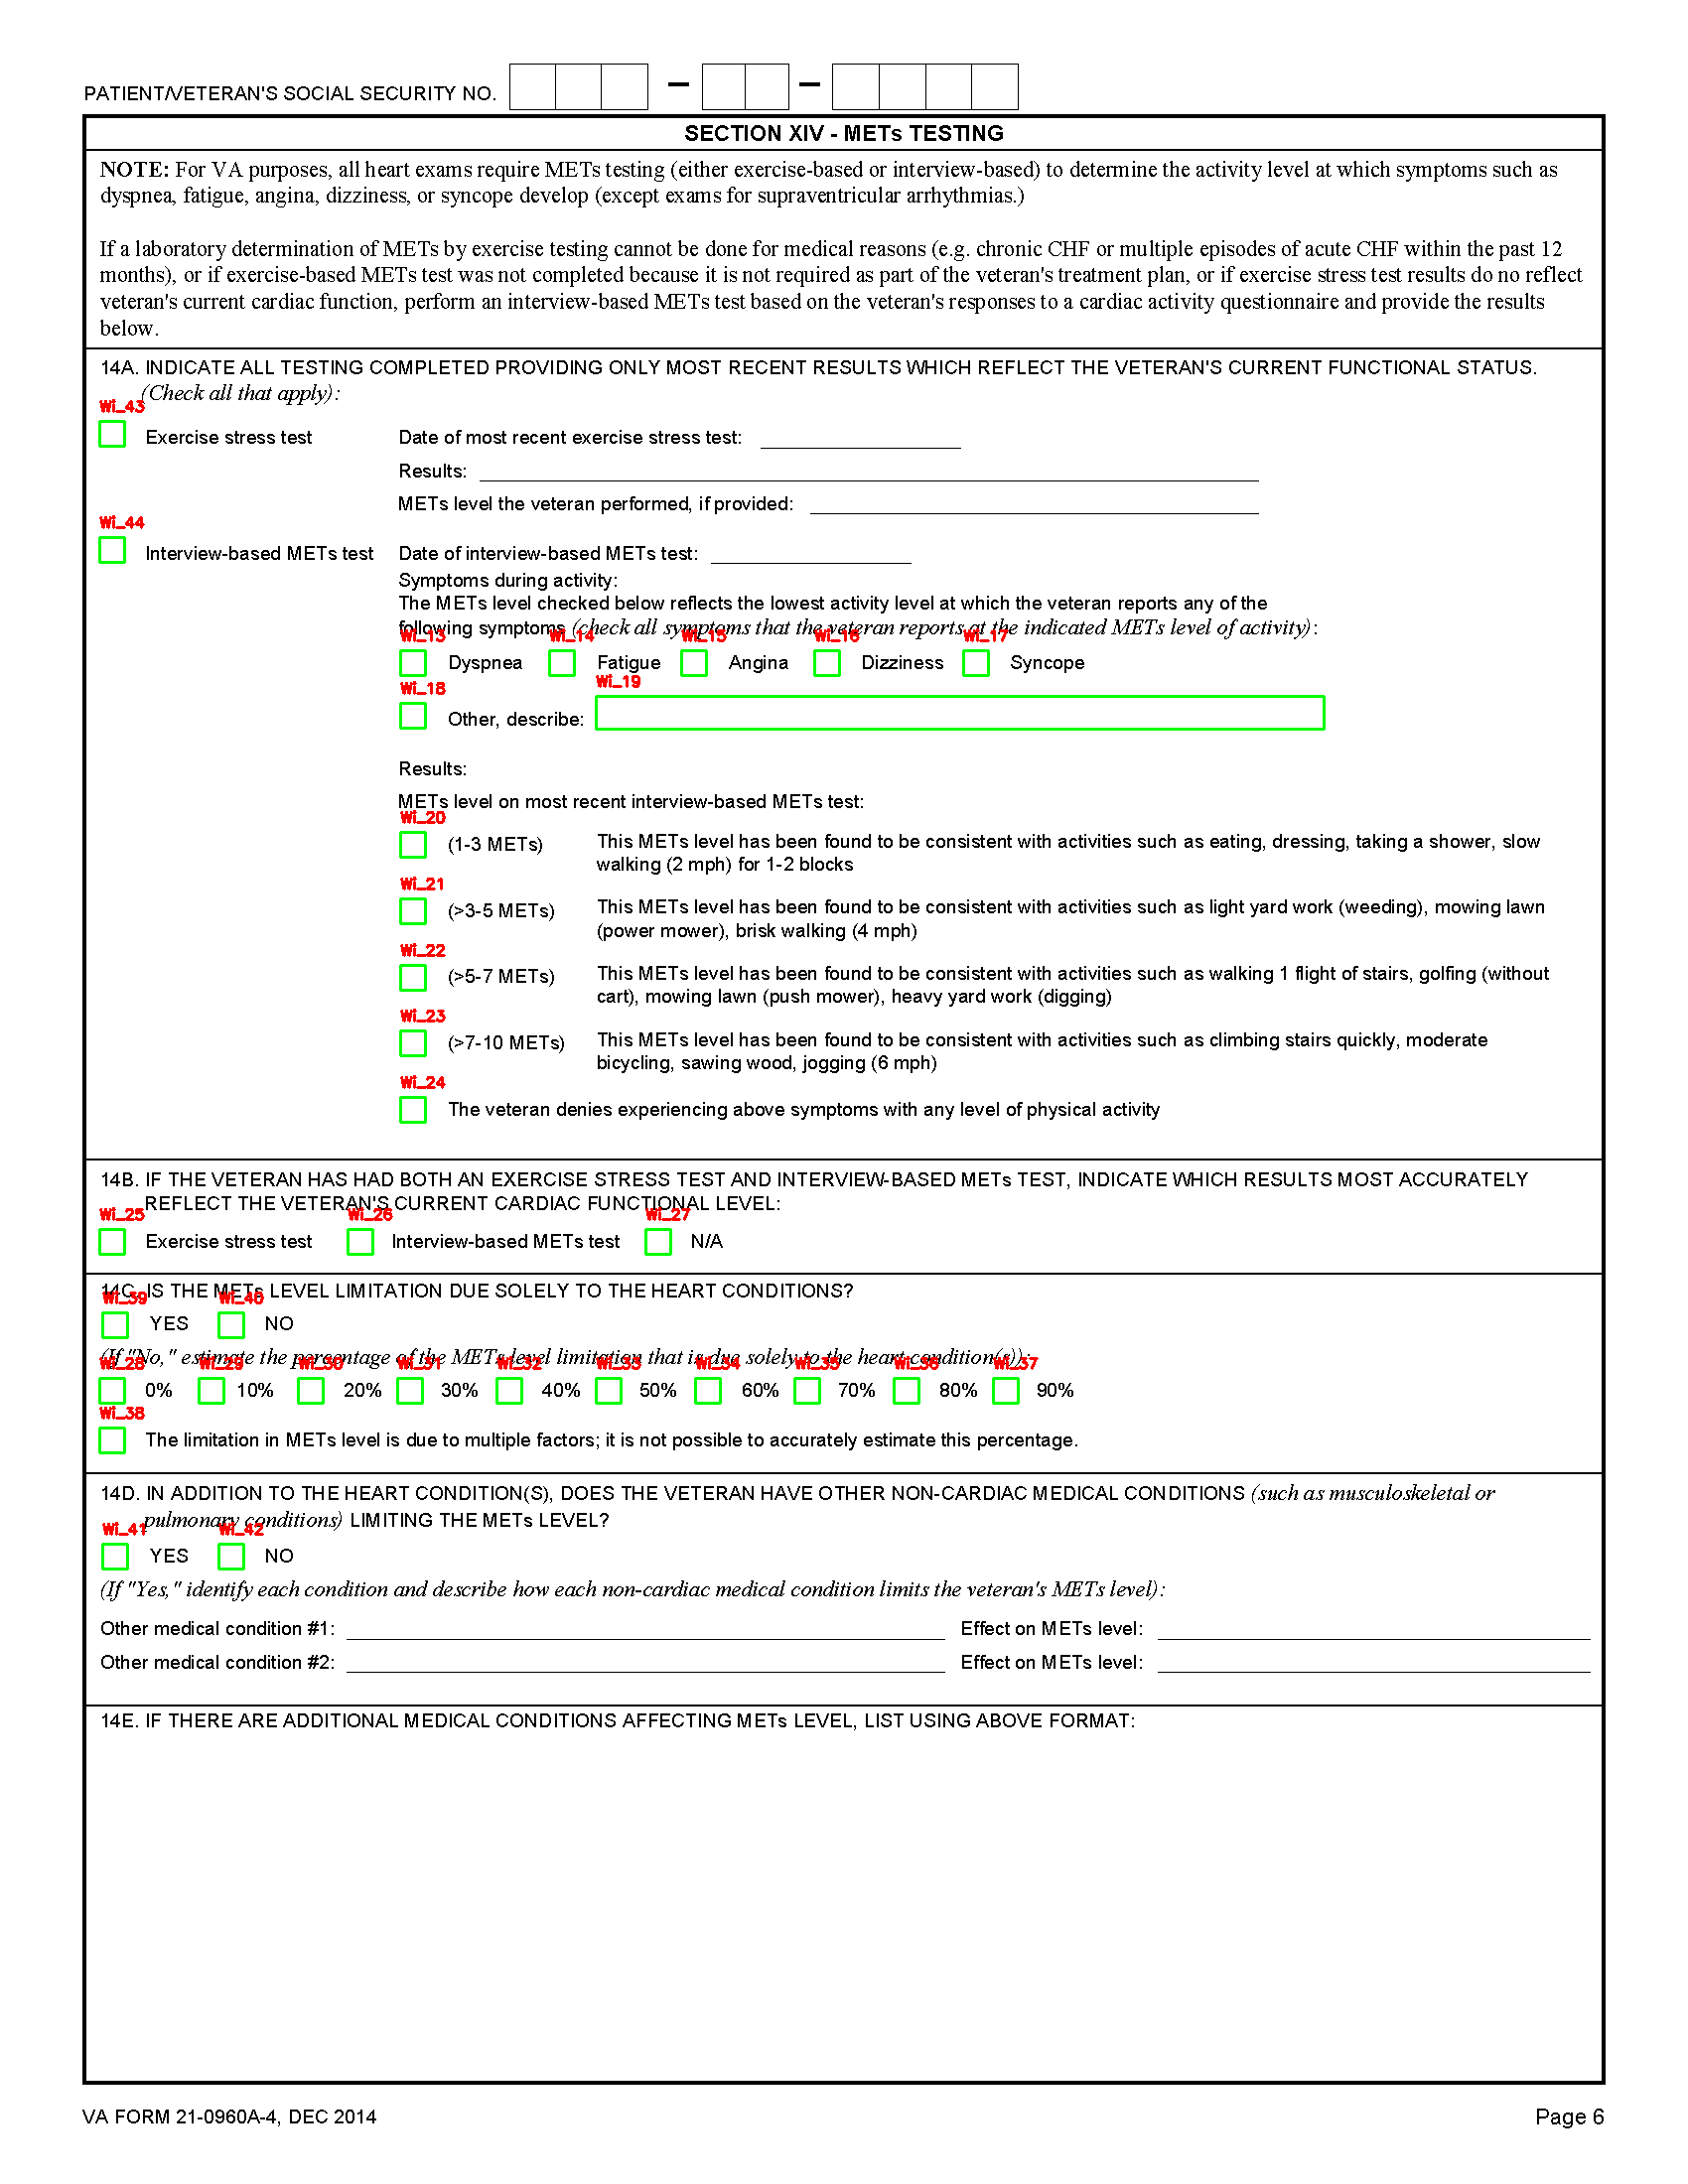 PATIENT/VETERAN'S SOCIAL SECURITY NO.
SECTION XIV - METs TESTING
NOTE: For VA purposes, all heart exams require METs testing (either exercise-based or interview-based) to determine the activity level at which symptoms such as
dyspnea, fatigue, angina, dizziness, or syncope develop (except exams for supraventricular arrhythmias.)
If a laboratory determination of METs by exercise testing cannot be done for medical reasons (e.g. chronic CHF or multiple episodes of acute CHF within the past 12
months), or if exercise-based METs test was not completed because it is not required as part of the veteran's treatment plan, or if exercise stress test results do no reflect
veteran's current cardiac function, perform an interview-based METs test based on the veteran's responses to a cardiac activity questionnaire and provide the results
below.
14A. INDICATE ALL TESTING COMPLETED PROVIDING ONLY MOST RECENT RESULTS WHICH REFLECT THE VETERAN'S CURRENT FUNCTIONAL STATUS.
(Check all that apply):
Wi_43
Exercise stress test Date of most recent exercise stress test:
Results:
METs level the veteran performed, if provided:
Wi_44
Interview-based METs test Date of interview-based METs test:
Symptoms during activity:
The METs level checked below reflects the lowest activity level at which the veteran reports any of the
following symptoms (check all symptoms that the veteran reports at the indicated METs level of activity):
Wi_13 Wi_14 Wi_15 Wi_16 Wi_17
Dyspnea Fatigue Angina Dizziness Syncope
Wi_18 Wi_19
Other, describe:
Results:
METs level on most recent interview-based METs test:
Wi_20
(1-3 METs) This METs level has been found to be consistent with activities such as eating, dressing, taking a shower, slow
walking (2 mph) for 1-2 blocks
Wi_21
(>3-5 METs) This METs level has been found to be consistent with activities such as light yard work (weeding), mowing lawn
(power mower), brisk walking (4 mph)
Wi_22
(>5-7 METs) This METs level has been found to be consistent with activities such as walking 1 flight of stairs, golfing (without
cart), mowing lawn (push mower), heavy yard work (digging)
Wi_23
(>7-10 METs) This METs level has been found to be consistent with activities such as climbing stairs quickly, moderate
bicycling, sawing wood, jogging (6 mph)
Wi_24
The veteran denies experiencing above symptoms with any level of physical activity
14B. IF THE VETERAN HAS HAD BOTH AN EXERCISE STRESS TEST AND INTERVIEW-BASED METs TEST, INDICATE WHICH RESULTS MOST ACCURATELY
REFLECT THE VETERAN'S CURRENT CARDIAC FUNCTIONAL LEVEL:
Wi_25 Wi_26 Wi_27
Exercise stress test Interview-based METs test N/A
14C. IS THE METs LEVEL LIMITATION DUE SOLELY TO THE HEART CONDITIONS?
Wi_39 Wi_40
YES NO
(If "No," estimate the percentage of the METs level limitation that is due solely to the heart condition(s)):
Wi_28 Wi_29 Wi_30 Wi_31 Wi_32 Wi_33 Wi_34 Wi_35 Wi_36 Wi_37
0% 10% 20% 30% 40% 50% 60% 70% 80% 90%
Wi_38
The limitation in METs level is due to multiple factors; it is not possible to accurately estimate this percentage.
14D. IN ADDITION TO THE HEART CONDITION(S), DOES THE VETERAN HAVE OTHER NON-CARDIAC MEDICAL CONDITIONS (such as musculoskeletal or
pulmonary conditions) LIMITING THE METs LEVEL?
Wi_41 Wi_42
YES NO
(If "Yes," identify each condition and describe how each non-cardiac medical condition limits the veteran's METs level):
Other medical condition #1: Effect on METs level:
Other medical condition #2: Effect on METs level:
14E. IF THERE ARE ADDITIONAL MEDICAL CONDITIONS AFFECTING METs LEVEL, LIST USING ABOVE FORMAT:
VA FORM 21-0960A-4, DEC 2014 Page 6